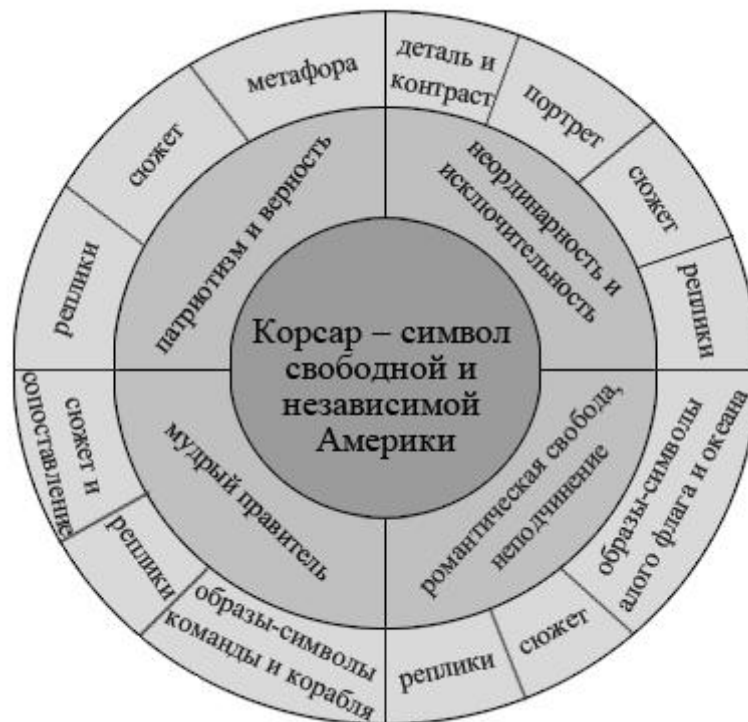 Корсар – символ
свободной и
независимой
Америки
патриотизм и верность
неординарность и
исключительность
романтическая свобода,
неподчинение
мудрый правитель
метафора
сюжет
реплики
деталь и
контраст
портрет
сюжет
реплики
образы-символы
алого флага и океана
сюжет
реплики
образы-символы
команды и корабля
реплики
сюжет и
сопоставление